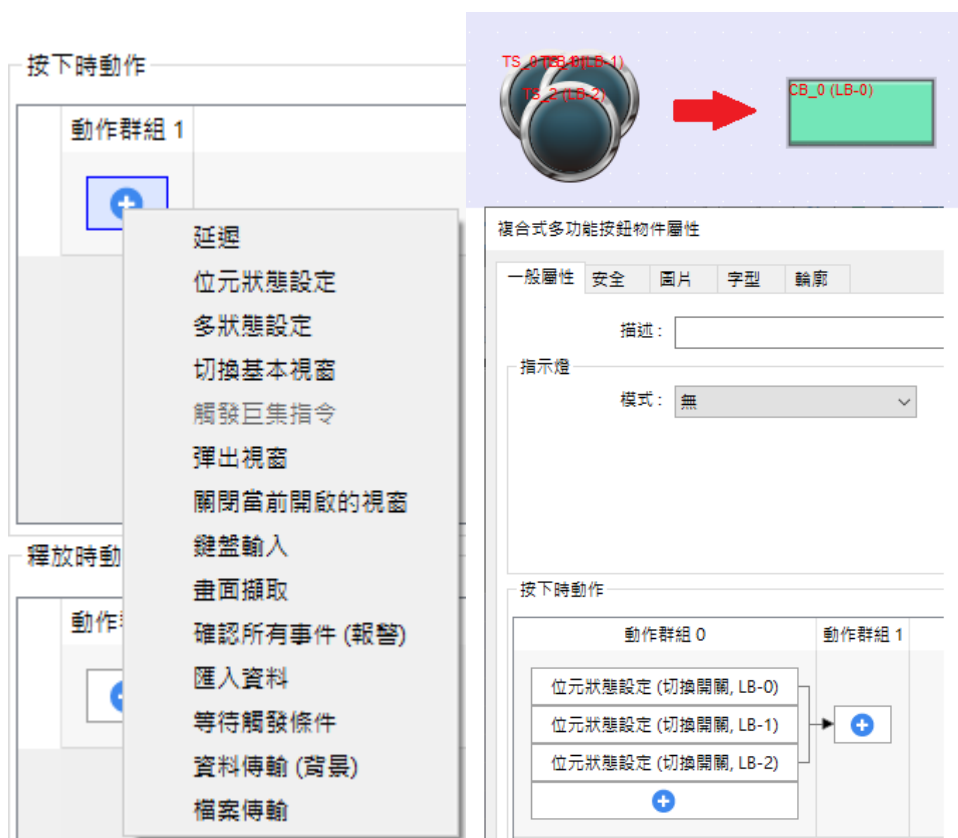 按下時動作
動作群組 1
延遲
位元狀態設定
多狀態設定
切換基本視窗
觸發巨集指令
彈出視窗
關閉當前開啟的視窗
鍵盤輸入
畫面擷取
確認所有事件 (報警)
匯入資料
等待觸發條件
資料傳輸 (背景)
檔案傳輸
釋放時動
動作
TS_0
(LB-1)
TS_2 (LB-2)
CB_0 (LB-0)
複合式多功能按鈕物件屬性
一般屬性
安全
圖片
字型
輪廓
描述 :
指示燈
模式 :
無
按下時動作
動作群組 0
動作群組 1
位元狀態設定 (切換開關, LB-0)
位元狀態設定 (切換開關, LB-1)
位元狀態設定 (切換開關, LB-2)